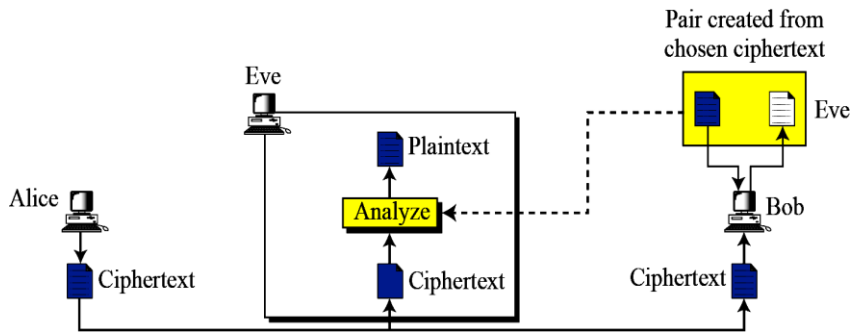 Pair created from
chosen ciphertext
Eve
Eve
Plaintext
Alice
Analyze
Bob
Ciphertext
Ciphertext
Ciphertext